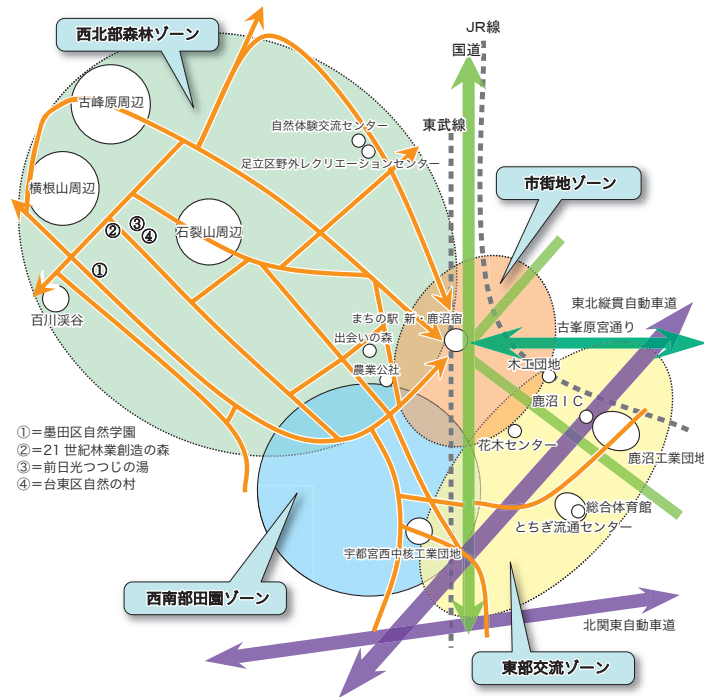 JR線
西北部森林ゾーン
国道
古峰原周辺
自然体験交流センター
東武線
足立区野外レクリエーションセンター
市街地ゾーン
横根山周辺
③
②
④
石裂山周辺
①
百川渓谷
東北縦貫自動車道
まちの駅 新・鹿沼宿
古峯原宮通り
出会いの森
木工団地
農業公社
鹿沼IC
①=墨田区自然学園
花木センター
鹿沼工業団地
②=21世紀林業創造の森
③=前日光つつじの湯
④=台東区自然の村
総合体育館
とちぎ流通センター
宇都宮西中核工業団地
西南部田園ゾーン
北関東自動車道
東部交流ゾーン